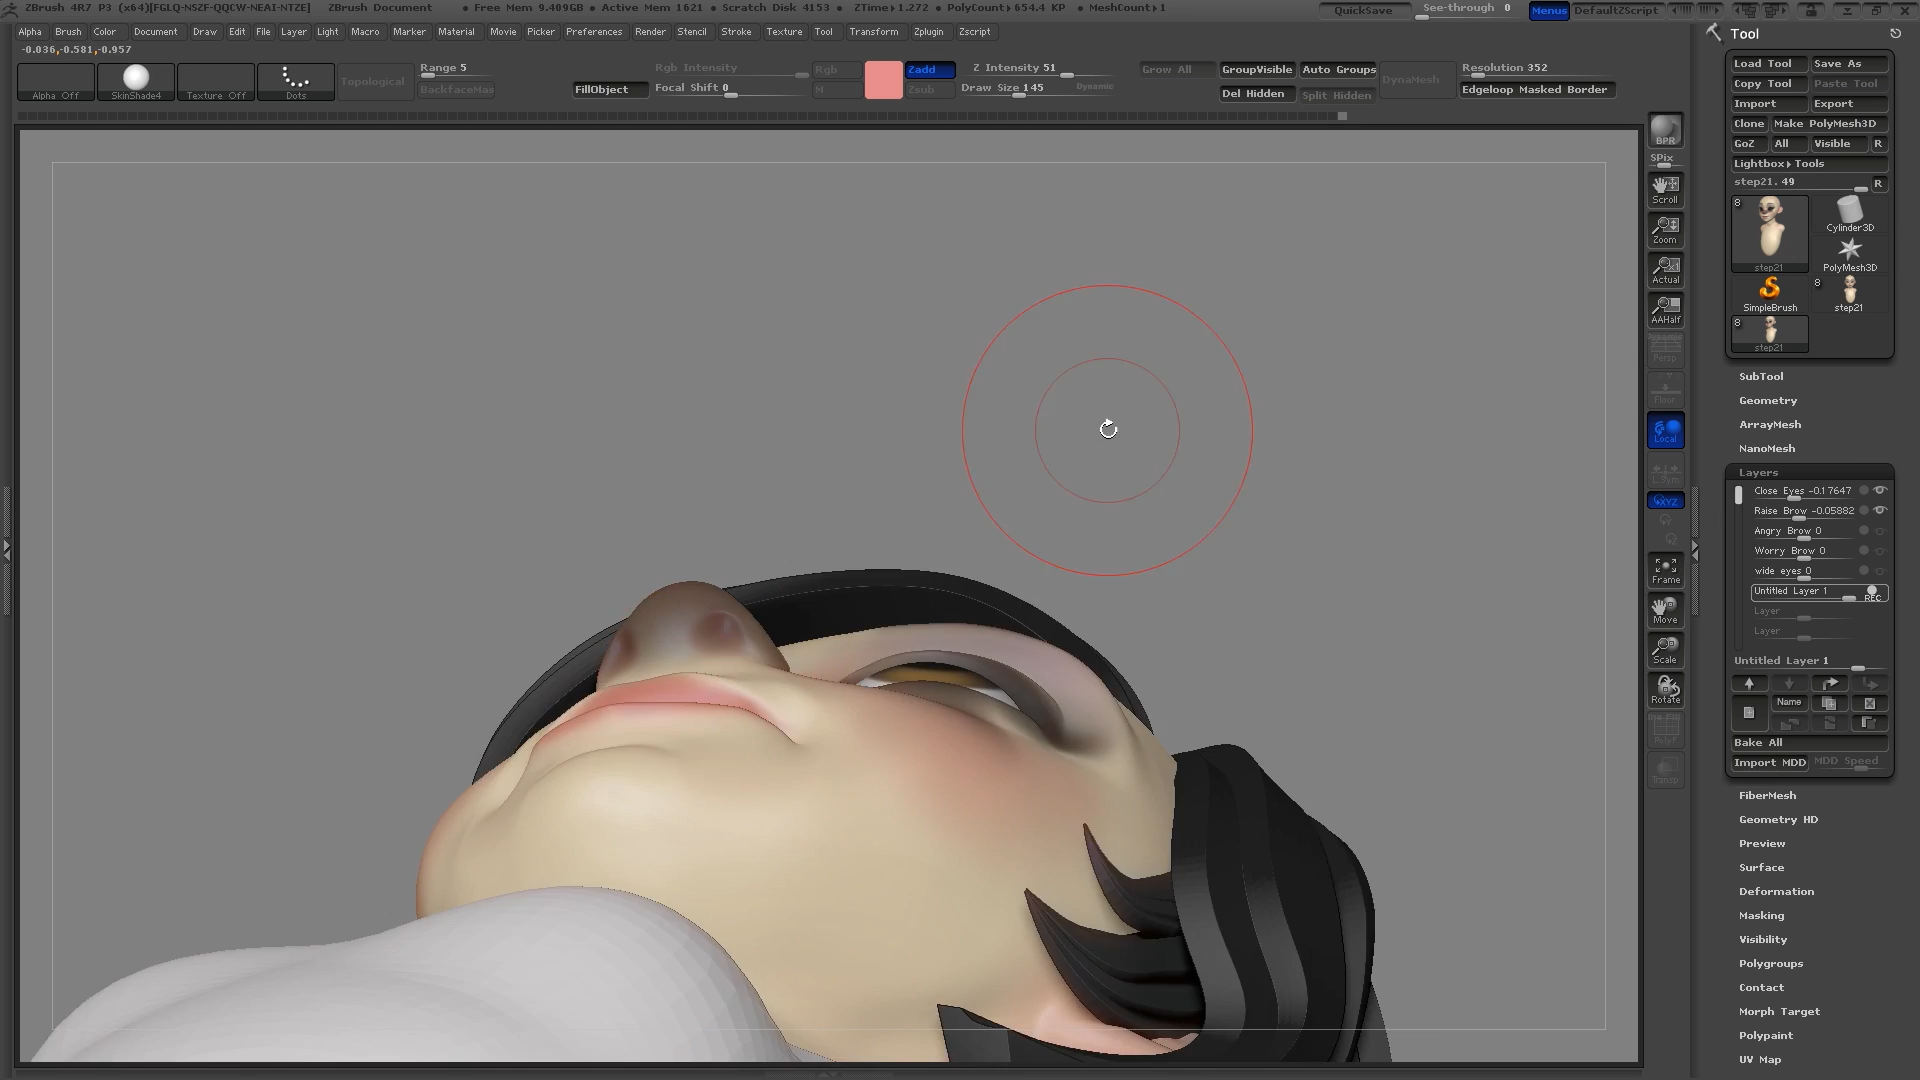 ZBrush 4R7 P3 (x64)[FGLQ-NSZF-QQCW-NEAI-NTZE] ZBrush Document • Free Mem 9.409GB • Active Mem 1621 • Scratch Disk 4153 • ZTime▸1.272 • PolyCount▸654.4 KP • MeshCount▸1 QuickSave See-through 0 Menus DefaultZScript
Alpha Brush Color Document Draw Edit File Layer Light Macro Marker Material Movie Picker Preferences Render Stencil Stroke Texture Tool Transform Zplugin Zscript
-0.036,-0.581,-0.957
Alpha Off
SkinShade4
Texture Off
Dots
Topological
Range 5
BackfaceMas
FillObject
Rgb Intensity
Focal Shift 0
Rgb
M
Zadd
Zsub
Z Intensity 51
Draw Size 145 Dynamic
Grow All GroupVisible Auto Groups
Del Hidden Split Hidden
DynaMesh
Resolution 352
Edgeloop Masked Border
BPR
SPix
Scroll
Zoom
Actual
AAHalf
Persp
Floor
Local
L.Sym
XYZ
Frame
Move
Scale
Rotate
PolyF
Transp
Tool
Load Tool Save As
Copy Tool Paste Tool
Import Export
Clone Make PolyMesh3D
GoZ All Visible R
Lightbox▸Tools
step21. 49 R
8
step21
Cylinder3D
PolyMesh3D
SimpleBrush
8
step21
8
step21
SubTool
Geometry
ArrayMesh
NanoMesh
Layers
Close Eyes -0.17647
Raise Brow -0.05882
Angry Brow 0
Worry Brow 0
wide eyes 0
Untitled Layer 1 REC
Layer
Layer
Untitled Layer 1
Name
Bake All
Import MDD MDD Speed
FiberMesh
Geometry HD
Preview
Surface
Deformation
Masking
Visibility
Polygroups
Contact
Morph Target
Polypaint
UV Map